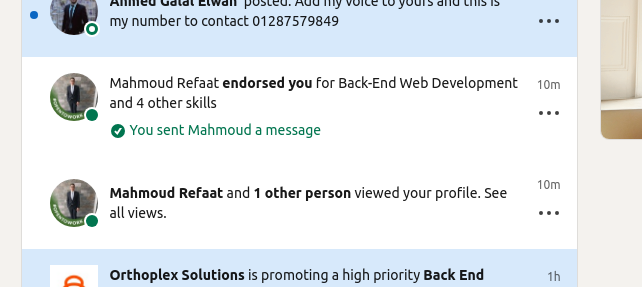 Ahmed Galal Elwan posted: Add my voice to yours and this is
my number to contact 01287579849
Mahmoud Refaat endorsed you for Back-End Web Development
10m
and 4 other skills
You sent Mahmoud a message
10m
Mahmoud Refaat and 1 other person viewed your profile. See
all views.
Orthoplex Solutions is promoting a high priority Back End
1h